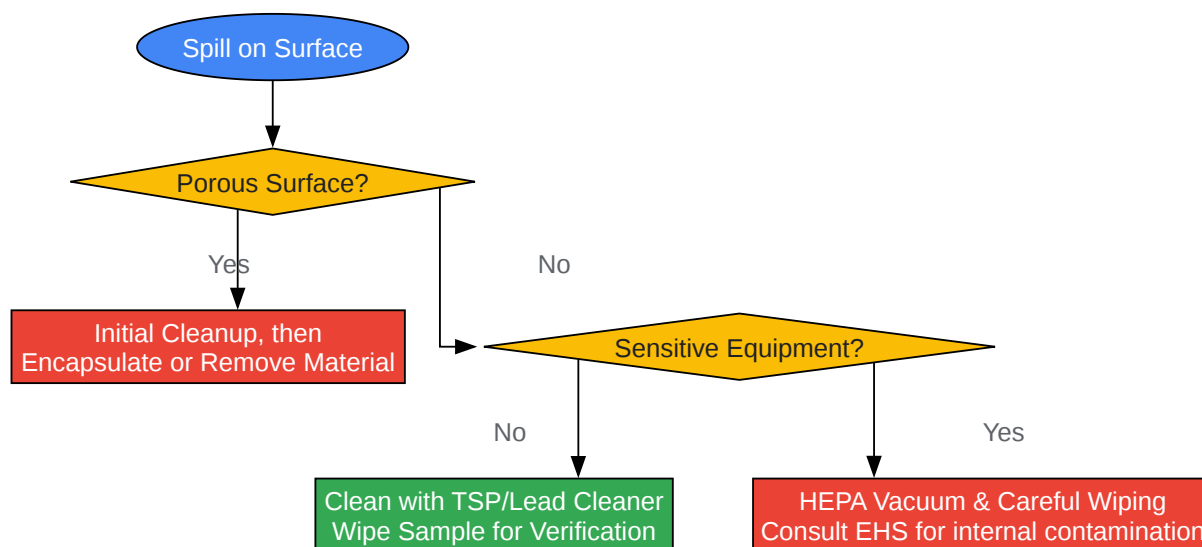 Spill on Surface
Porous Surface?
Yes
No
Initial Cleanup, then
Encapsulate or Remove Material
Sensitive Equipment?
No
Yes
Clean with TSP/Lead Cleaner
Wipe Sample for Verification
HEPA Vacuum & Careful Wiping
Consult EHS for internal contamination